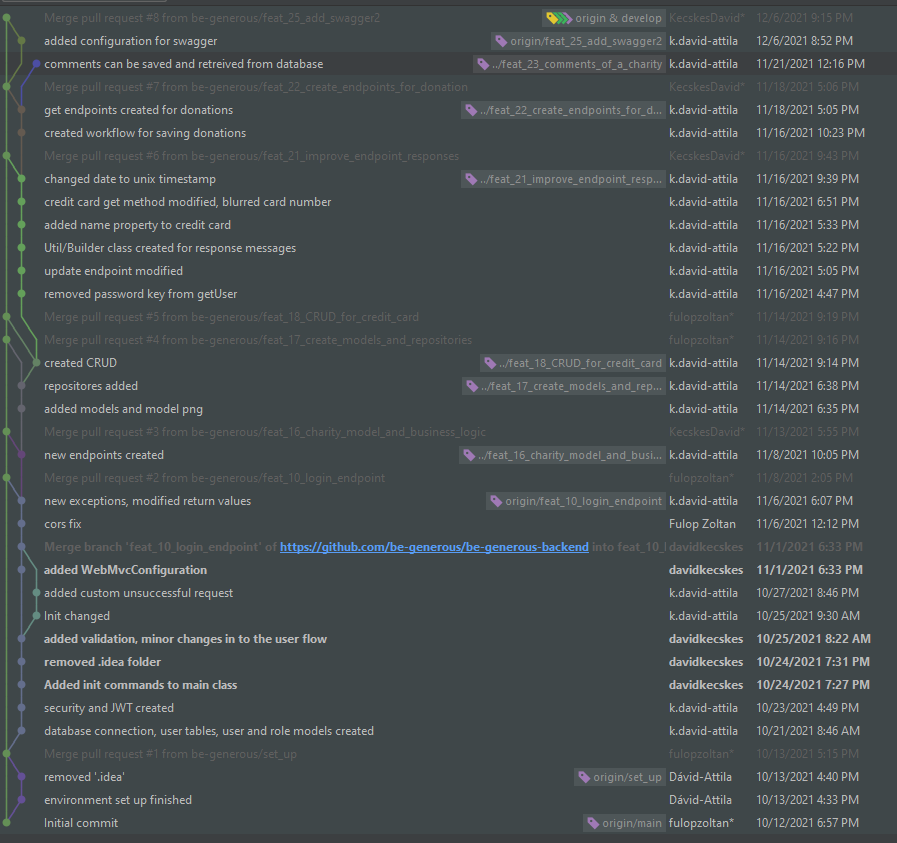 Merge pull request #8 from be-generous/feat_25_add_swagger2 origin & develop KecskesDavid* 12/6/2021 9:15 PM
added configuration for swagger origin/feat_25_add_swagger2 k.david-attila 12/6/2021 8:52 PM
comments can be saved and retreived from database ../feat_23_comments_of_a_charity k.david-attila 11/21/2021 12:16 PM
Merge pull request #7 from be-generous/feat_22_create_endpoints_for_donation KecskesDavid* 11/18/2021 5:06 PM
get endpoints created for donations ../feat_22_create_endpoints_for_d... k.david-attila 11/18/2021 5:05 PM
created workflow for saving donations k.david-attila 11/16/2021 10:23 PM
Merge pull request #6 from be-generous/feat_21_improve_endpoint_responses KecskesDavid* 11/16/2021 9:43 PM
changed date to unix timestamp ../feat_21_improve_endpoint_resp... k.david-attila 11/16/2021 9:39 PM
credit card get method modified, blurred card number k.david-attila 11/16/2021 6:51 PM
added name property to credit card k.david-attila 11/16/2021 5:33 PM
Util/Builder class created for response messages k.david-attila 11/16/2021 5:22 PM
update endpoint modified k.david-attila 11/16/2021 5:05 PM
removed password key from getUser k.david-attila 11/16/2021 4:47 PM
Merge pull request #5 from be-generous/feat_18_CRUD_for_credit_card fulopzoltan* 11/14/2021 9:19 PM
Merge pull request #4 from be-generous/feat_17_create_models_and_repositories fulopzoltan* 11/14/2021 9:16 PM
created CRUD ../feat_18_CRUD_for_credit_card k.david-attila 11/14/2021 9:14 PM
repositores added ../feat_17_create_models_and_rep... k.david-attila 11/14/2021 6:38 PM
added models and model png k.david-attila 11/14/2021 6:35 PM
Merge pull request #3 from be-generous/feat_16_charity_model_and_business_logic KecskesDavid* 11/13/2021 5:55 PM
new endpoints created ../feat_16_charity_model_and_busi... k.david-attila 11/8/2021 10:05 PM
Merge pull request #2 from be-generous/feat_10_login_endpoint fulopzoltan* 11/8/2021 2:05 PM
new exceptions, modified return values origin/feat_10_login_endpoint k.david-attila 11/6/2021 6:07 PM
cors fix Fulop Zoltan 11/6/2021 12:12 PM
Merge branch 'feat_10_login_endpoint' of https://github.com/be-generous/be-generous-backend into feat_10_l davidkecskes 11/1/2021 6:33 PM
added WebMvcConfiguration davidkecskes 11/1/2021 6:33 PM
added custom unsuccessful request k.david-attila 10/27/2021 8:46 PM
Init changed k.david-attila 10/25/2021 9:30 AM
added validation, minor changes in to the user flow davidkecskes 10/25/2021 8:22 AM
removed .idea folder davidkecskes 10/24/2021 7:31 PM
Added init commands to main class davidkecskes 10/24/2021 7:27 PM
security and JWT created k.david-attila 10/23/2021 4:49 PM
database connection, user tables, user and role models created k.david-attila 10/21/2021 8:46 AM
Merge pull request #1 from be-generous/set_up fulopzoltan* 10/13/2021 5:15 PM
removed '.idea' origin/set_up Dávid-Attila 10/13/2021 4:40 PM
environment set up finished Dávid-Attila 10/13/2021 4:33 PM
Initial commit origin/main fulopzoltan* 10/12/2021 6:57 PM